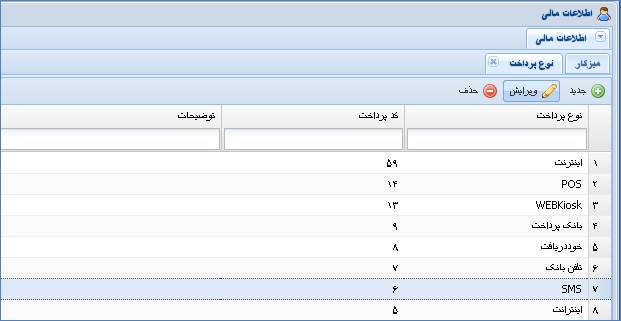 اطلاعات مالی
اطلاعات مالی
میزکار نوع پرداخت
جدید ویرایش حذف
نوع پرداخت کد پرداخت توضیحات
۱ اینترنت ۵۹
۲ POS ۱۴
۳ WEBKiosk ۱۳
۴ بانک پرداخت ۹
۵ خوددریافت ۸
۶ تلفن بانک ۷
۷ SMS ۶
۸ اینترانت ۵